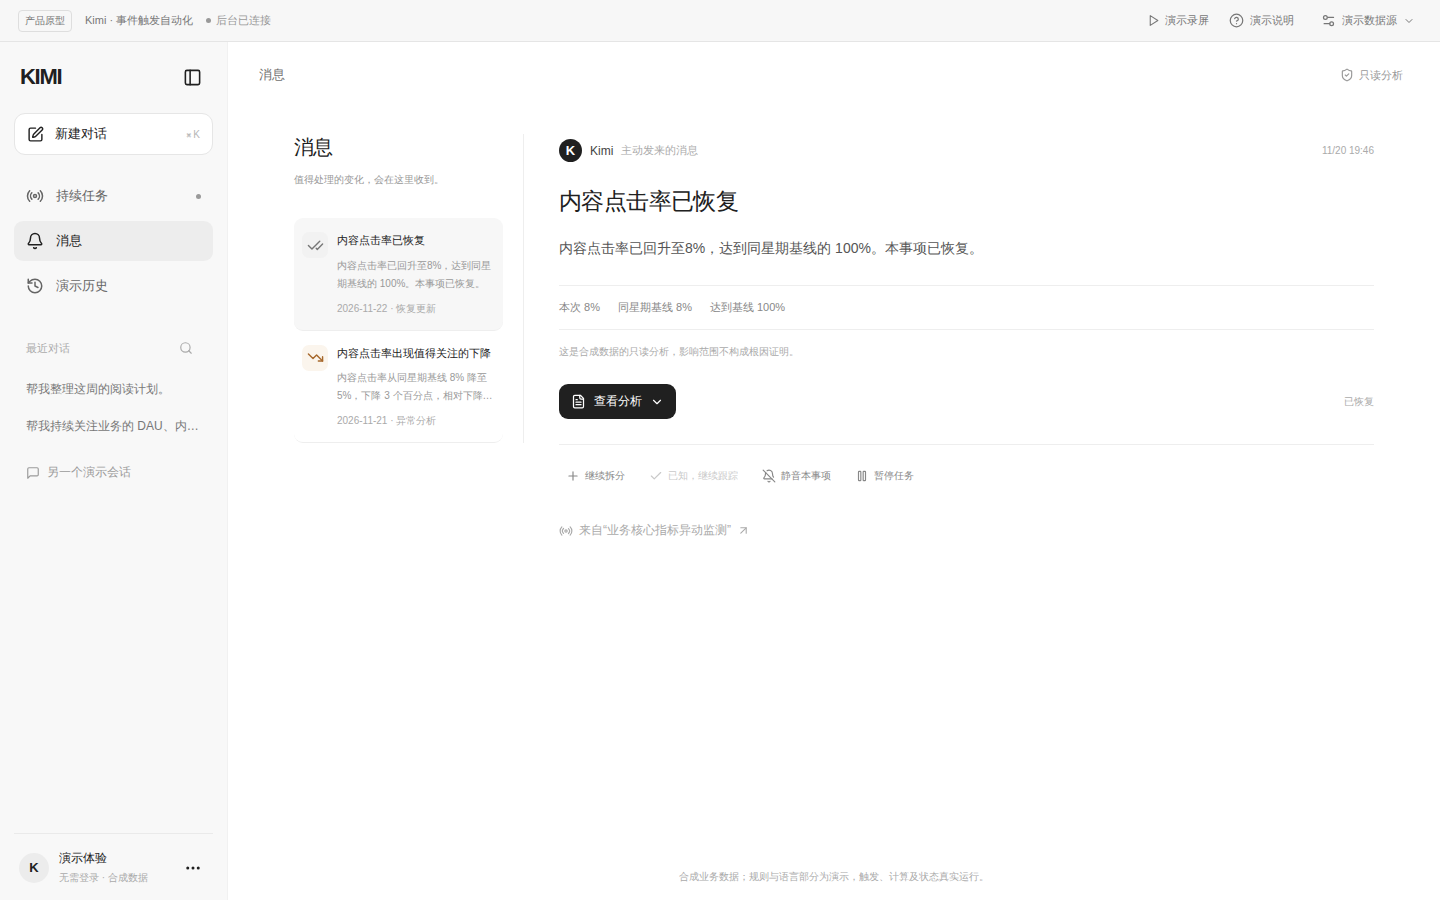 产品原型
Kimi · 事件触发自动化
后台已连接
演示录屏
演示说明
演示数据源
KIMI
新建对话
K
持续任务
消息
演示历史
最近对话
帮我整理这周的阅读计划。
帮我持续关注业务的 DAU、内…
另一个演示会话
K
演示体验
无需登录 · 合成数据
消息
只读分析
消息
值得处理的变化，会在这里收到。
内容点击率已恢复
内容点击率已回升至8%，达到同星
期基线的 100%。本事项已恢复。
2026-11-22 · 恢复更新
内容点击率出现值得关注的下降
内容点击率从同星期基线 8% 降至
5%，下降 3 个百分点，相对下降…
2026-11-21 · 异常分析
K
Kimi 主动发来的消息
11/20 19:46
内容点击率已恢复
内容点击率已回升至8%，达到同星期基线的 100%。本事项已恢复。
本次 8% 同星期基线 8% 达到基线 100%
这是合成数据的只读分析，影响范围不构成根因证明。
查看分析
已恢复
继续拆分
已知，继续跟踪
静音本事项
暂停任务
来自“业务核心指标异动监测”
合成业务数据；规则与语言部分为演示，触发、计算及状态真实运行。